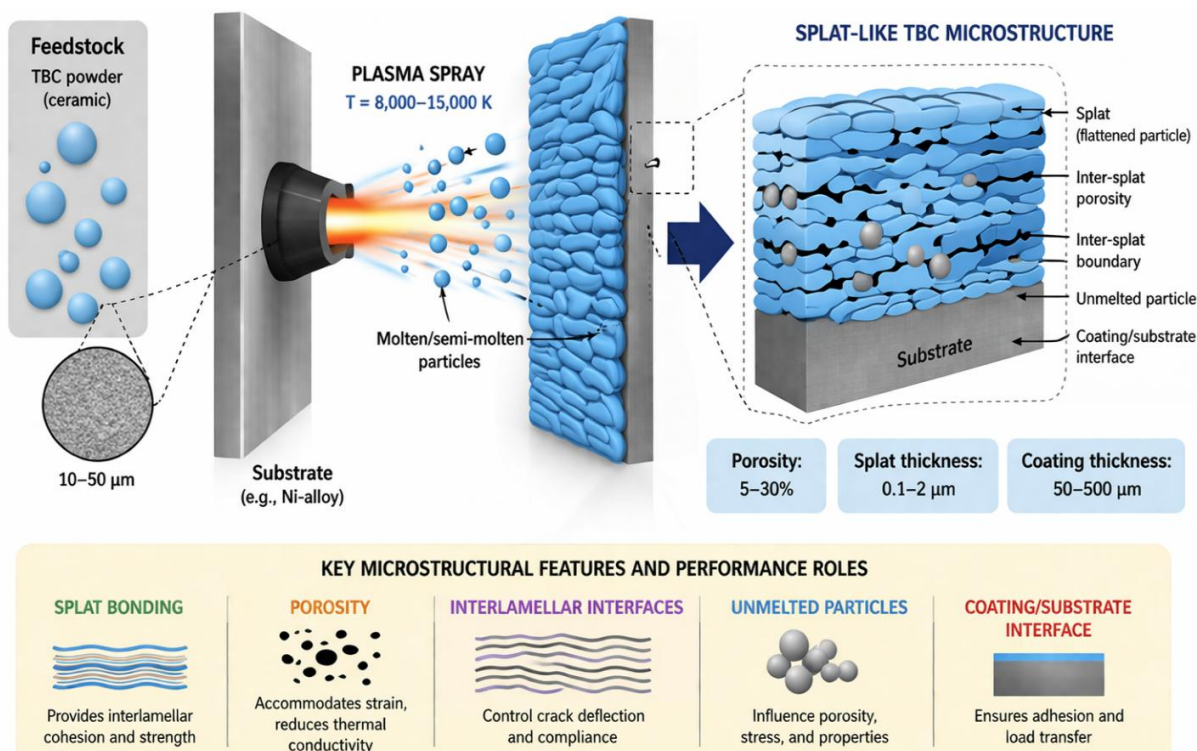 Feedstock
TBC powder
(ceramic)
10–50 μm
PLASMA SPRAY
T = 8,000–15,000 K
Molten/semi-molten
particles
Substrate
(e.g., Ni-alloy)
SPLAT-LIKE TBC MICROSTRUCTURE
Splat
(flattened particle)
Inter-splat
porosity
Inter-splat
boundary
Unmelted particle
Coating/substrate
interface
Substrate
Porosity:
5–30%
Splat thickness:
0.1–2 μm
Coating thickness:
50–500 μm
KEY MICROSTRUCTURAL FEATURES AND PERFORMANCE ROLES
SPLAT BONDING
Provides interlamellar
cohesion and strength
POROSITY
Accommodates strain,
reduces thermal
conductivity
INTERLAMELLAR INTERFACES
Control crack deflection
and compliance
UNMELTED PARTICLES
Influence porosity,
stress, and properties
COATING/SUBSTRATE
INTERFACE
Ensures adhesion and
load transfer